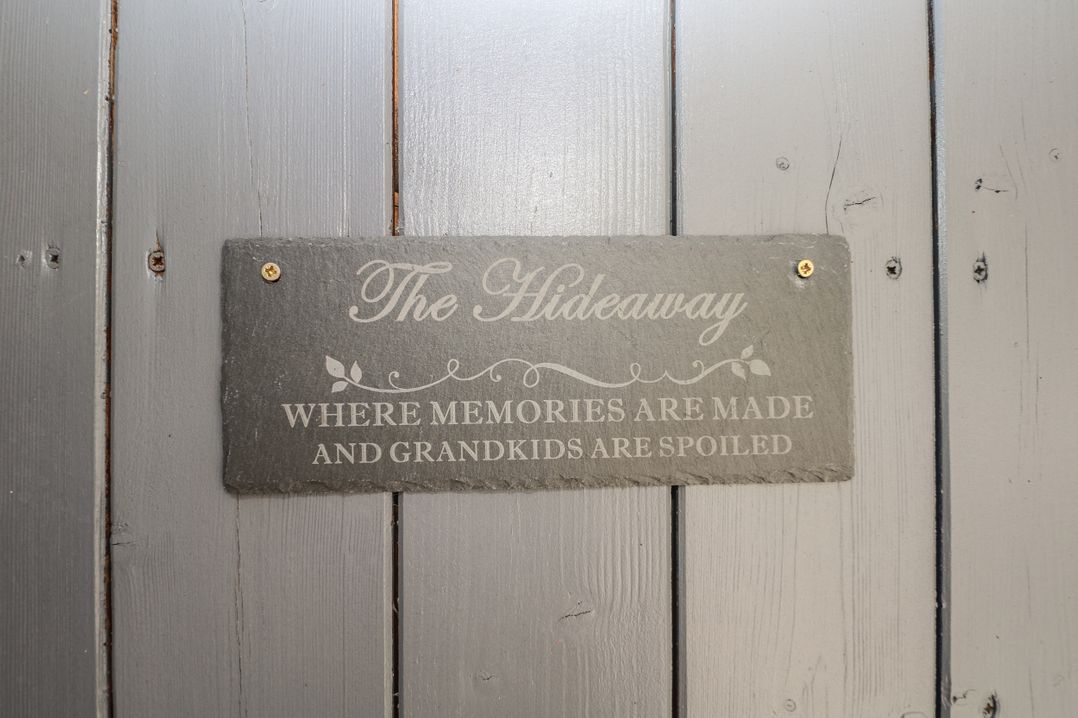 The Hideaway
WHERE MEMORIES ARE MADE
AND GRANDKIDS ARE SPOILED